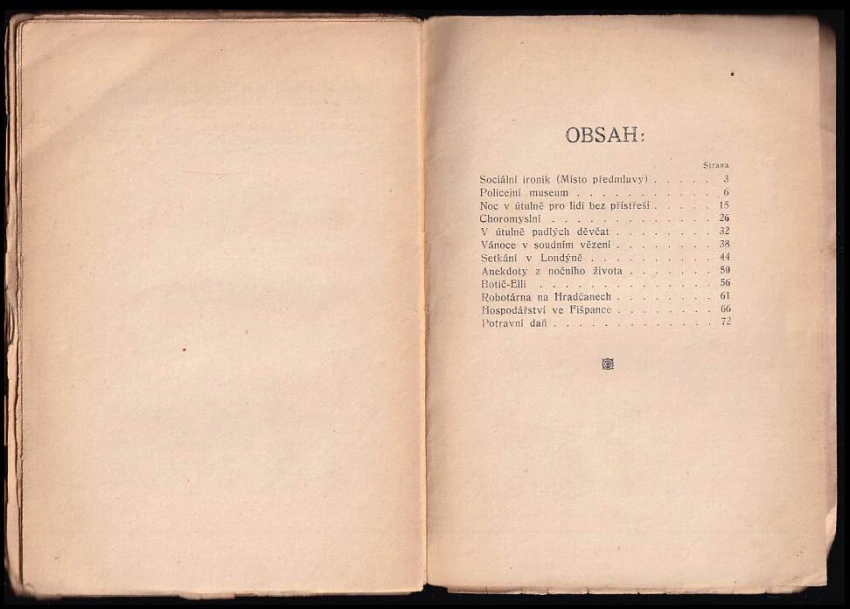 OBSAH:
Strana
Sociální ironik (Místo předmluvy) . . . . . 3
Policejní museum . . . . . . . . . . . 6
Noc v útulně pro lidi bez přístřeší . . . . . 15
Choromyslní . . . . . . . . . . . . . 26
V útulně padlých děvčat . . . . . . . . 32
Vánoce v soudním vězení . . . . . . . . 38
Setkání v Londýně . . . . . . . . . . 44
Anekdoty z nočního života . . . . . . . 50
Botič-Elli . . . . . . . . . . . . . . 56
Robotárna na Hradčanech . . . . . . . . 61
Hospodářství ve Fišpance . . . . . . . . 66
Potravní daň . . . . . . . . . . . . . 72